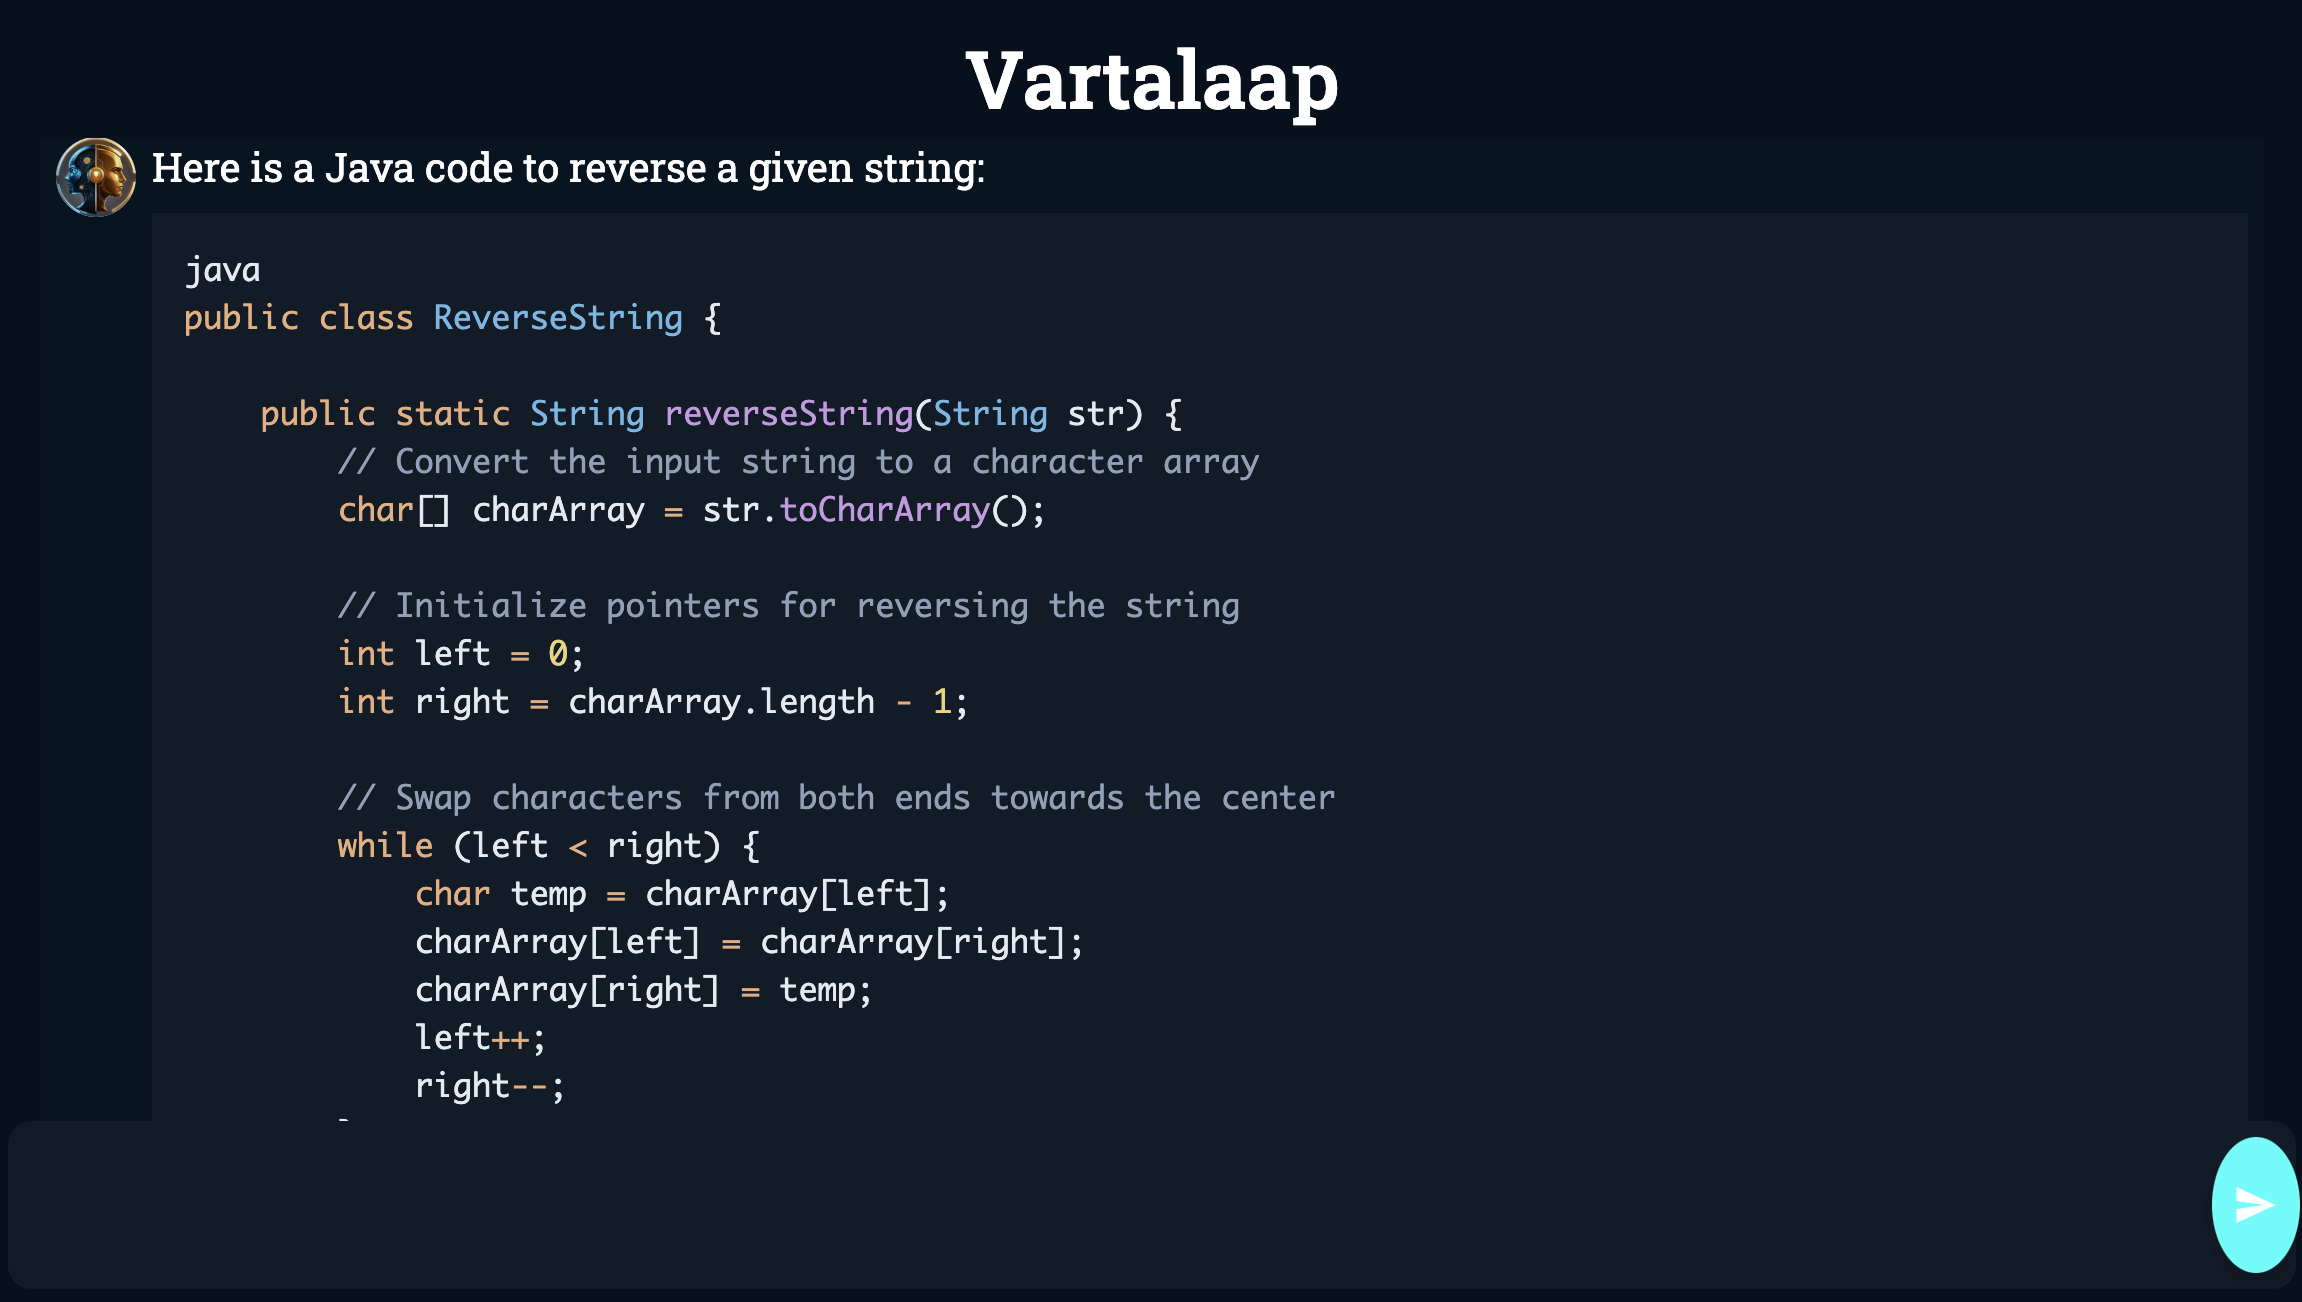 Vartalaap
Here is a Java code to reverse a given string:
java
public class ReverseString {
    public static String reverseString(String str) {
        // Convert the input string to a character array
        char[] charArray = str.toCharArray();
        // Initialize pointers for reversing the string
        int left = 0;
        int right = charArray.length - 1;
        // Swap characters from both ends towards the center
        while (left < right) {
            char temp = charArray[left];
            charArray[left] = charArray[right];
            charArray[right] = temp;
            left++;
            right--;